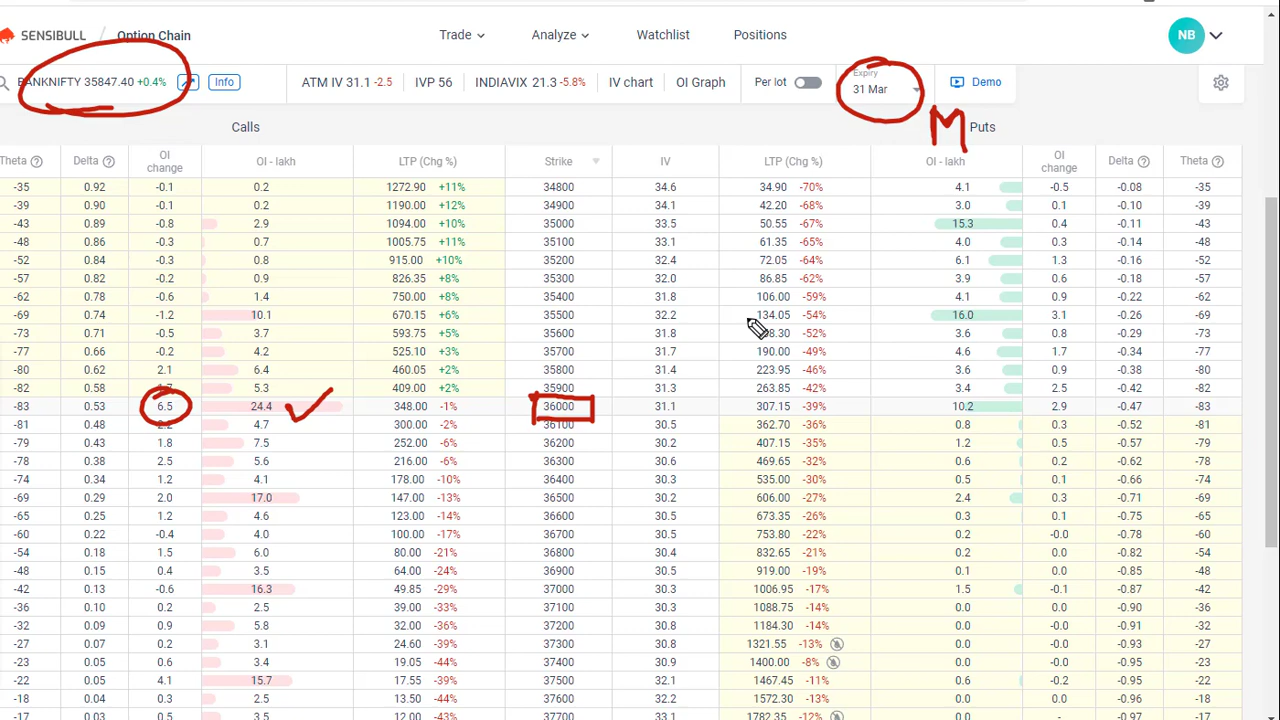 SENSIBULL / Option Chain Trade Analyze Watchlist Positions NB
BANKNIFTY 35847.40 +0.4% Info ATM IV 31.1 -2.5 IVP 56 INDIAVIX 21.3 -5.8% IV chart OI Graph Per lot Expiry 31 Mar Demo
M
Calls Puts
Theta Delta OI change OI - lakh LTP (Chg %) Strike IV LTP (Chg %) OI - lakh OI change Delta Theta
-35 0.92 -0.1 0.2 1272.90 +11% 34800 34.6 34.90 -70% 4.1 -0.5 -0.08 -35
-39 0.90 -0.1 0.2 1190.00 +12% 34900 34.1 42.20 -68% 3.0 0.1 -0.10 -39
-43 0.89 -0.8 2.9 1094.00 +10% 35000 33.5 50.55 -67% 15.3 0.4 -0.11 -43
-48 0.86 -0.3 0.7 1005.75 +11% 35100 33.1 61.35 -65% 4.0 0.3 -0.14 -48
-52 0.84 -0.3 0.8 915.00 +10% 35200 32.4 72.05 -64% 6.1 1.3 -0.16 -52
-57 0.82 -0.2 0.9 826.35 +8% 35300 32.0 86.85 -62% 3.9 0.6 -0.18 -57
-62 0.78 -0.6 1.4 750.00 +8% 35400 31.8 106.00 -59% 4.1 0.9 -0.22 -62
-69 0.74 -1.2 10.1 670.15 +6% 35500 32.2 134.05 -54% 16.0 3.1 -0.26 -69
-73 0.71 -0.5 3.7 593.75 +5% 35600 31.8 -52% 3.6 0.8 -0.29 -73
-77 0.66 -0.2 4.2 525.10 +3% 35700 31.7 190.00 -49% 4.6 1.7 -0.34 -77
-80 0.62 2.1 6.4 460.05 +2% 35800 31.4 223.95 -46% 3.6 0.9 -0.38 -80
-82 0.58 1.7 5.3 409.00 +2% 35900 31.3 263.85 -42% 3.4 2.5 -0.42 -82
-83 0.53 6.5 24.4 348.00 -1% 36000 31.1 307.15 -39% 10.2 2.9 -0.47 -83
-81 0.48 2.2 4.7 300.00 -2% 36100 30.5 362.70 -36% 0.8 0.3 -0.52 -81
-79 0.43 1.8 7.5 252.00 -6% 36200 30.5 407.15 -35% 1.2 0.5 -0.57 -79
-78 0.38 2.5 5.6 216.00 -6% 36300 30.6 469.65 -32% 0.6 0.2 -0.62 -78
-74 0.34 1.2 4.1 178.00 -10% 36400 30.3 535.00 -30% 0.5 0.1 -0.66 -74
-69 0.29 2.0 17.0 147.00 -13% 36500 30.2 606.00 -27% 2.4 0.3 -0.71 -69
-65 0.25 1.2 4.6 123.00 -14% 36600 30.5 673.35 -26% 0.3 0.1 -0.75 -65
-60 0.22 -0.4 4.0 100.00 -17% 36700 30.5 753.80 -22% 0.2 -0.0 -0.78 -60
-54 0.18 1.5 6.0 80.00 -21% 36800 30.4 832.65 -21% 0.2 0.0 -0.82 -54
-48 0.15 0.4 3.5 64.00 -24% 36900 30.5 919.00 -19% 0.1 0.0 -0.85 -48
-42 0.13 -0.6 16.3 49.85 -29% 37000 30.3 1006.95 -17% 1.5 -0.1 -0.87 -42
-36 0.10 0.2 2.5 39.00 -33% 37100 30.3 1088.75 -14% 0.0 -0.0 -0.90 -36
-32 0.09 0.9 5.8 32.00 -36% 37200 30.8 1184.30 -14% 0.0 -0.0 -0.91 -32
-27 0.07 0.2 3.1 24.60 -39% 37300 30.8 1321.55 -13% 0.0 -0.0 -0.93 -27
-23 0.05 0.6 3.4 19.05 -44% 37400 30.9 1400.00 -8% 0.0 -0.0 -0.95 -23
-22 0.05 4.1 15.7 17.55 -39% 37500 32.1 1467.45 -11% 0.6 -0.2 -0.95 -22
-18 0.04 0.3 2.5 13.50 -43% 37600 32.2 1572.30 -13% 0.0 0.0 -0.96 -18
-17 0.03 0.5 3.5 12.00 -43% 37700 33.1 1782.35 -12% 0.0 - -0.97 -17